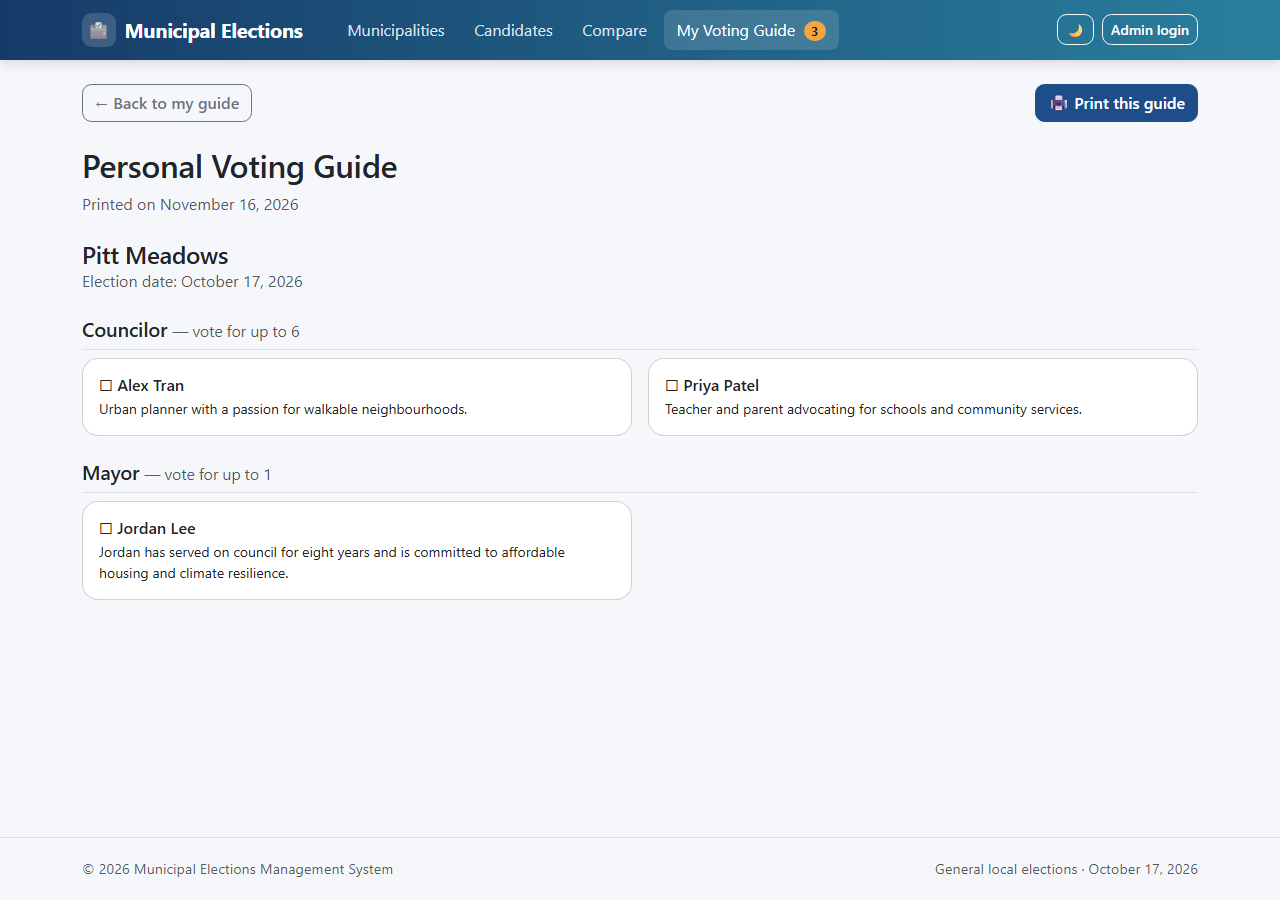 Municipal Elections Municipalities Candidates Compare My Voting Guide 3 Admin login
← Back to my guide Print this guide
Personal Voting Guide
Printed on November 16, 2026
Pitt Meadows
Election date: October 17, 2026
Councilor — vote for up to 6
☐ Alex Tran
Urban planner with a passion for walkable neighbourhoods.
☐ Priya Patel
Teacher and parent advocating for schools and community services.
Mayor — vote for up to 1
☐ Jordan Lee
Jordan has served on council for eight years and is committed to affordable
housing and climate resilience.
© 2026 Municipal Elections Management System General local elections · October 17, 2026